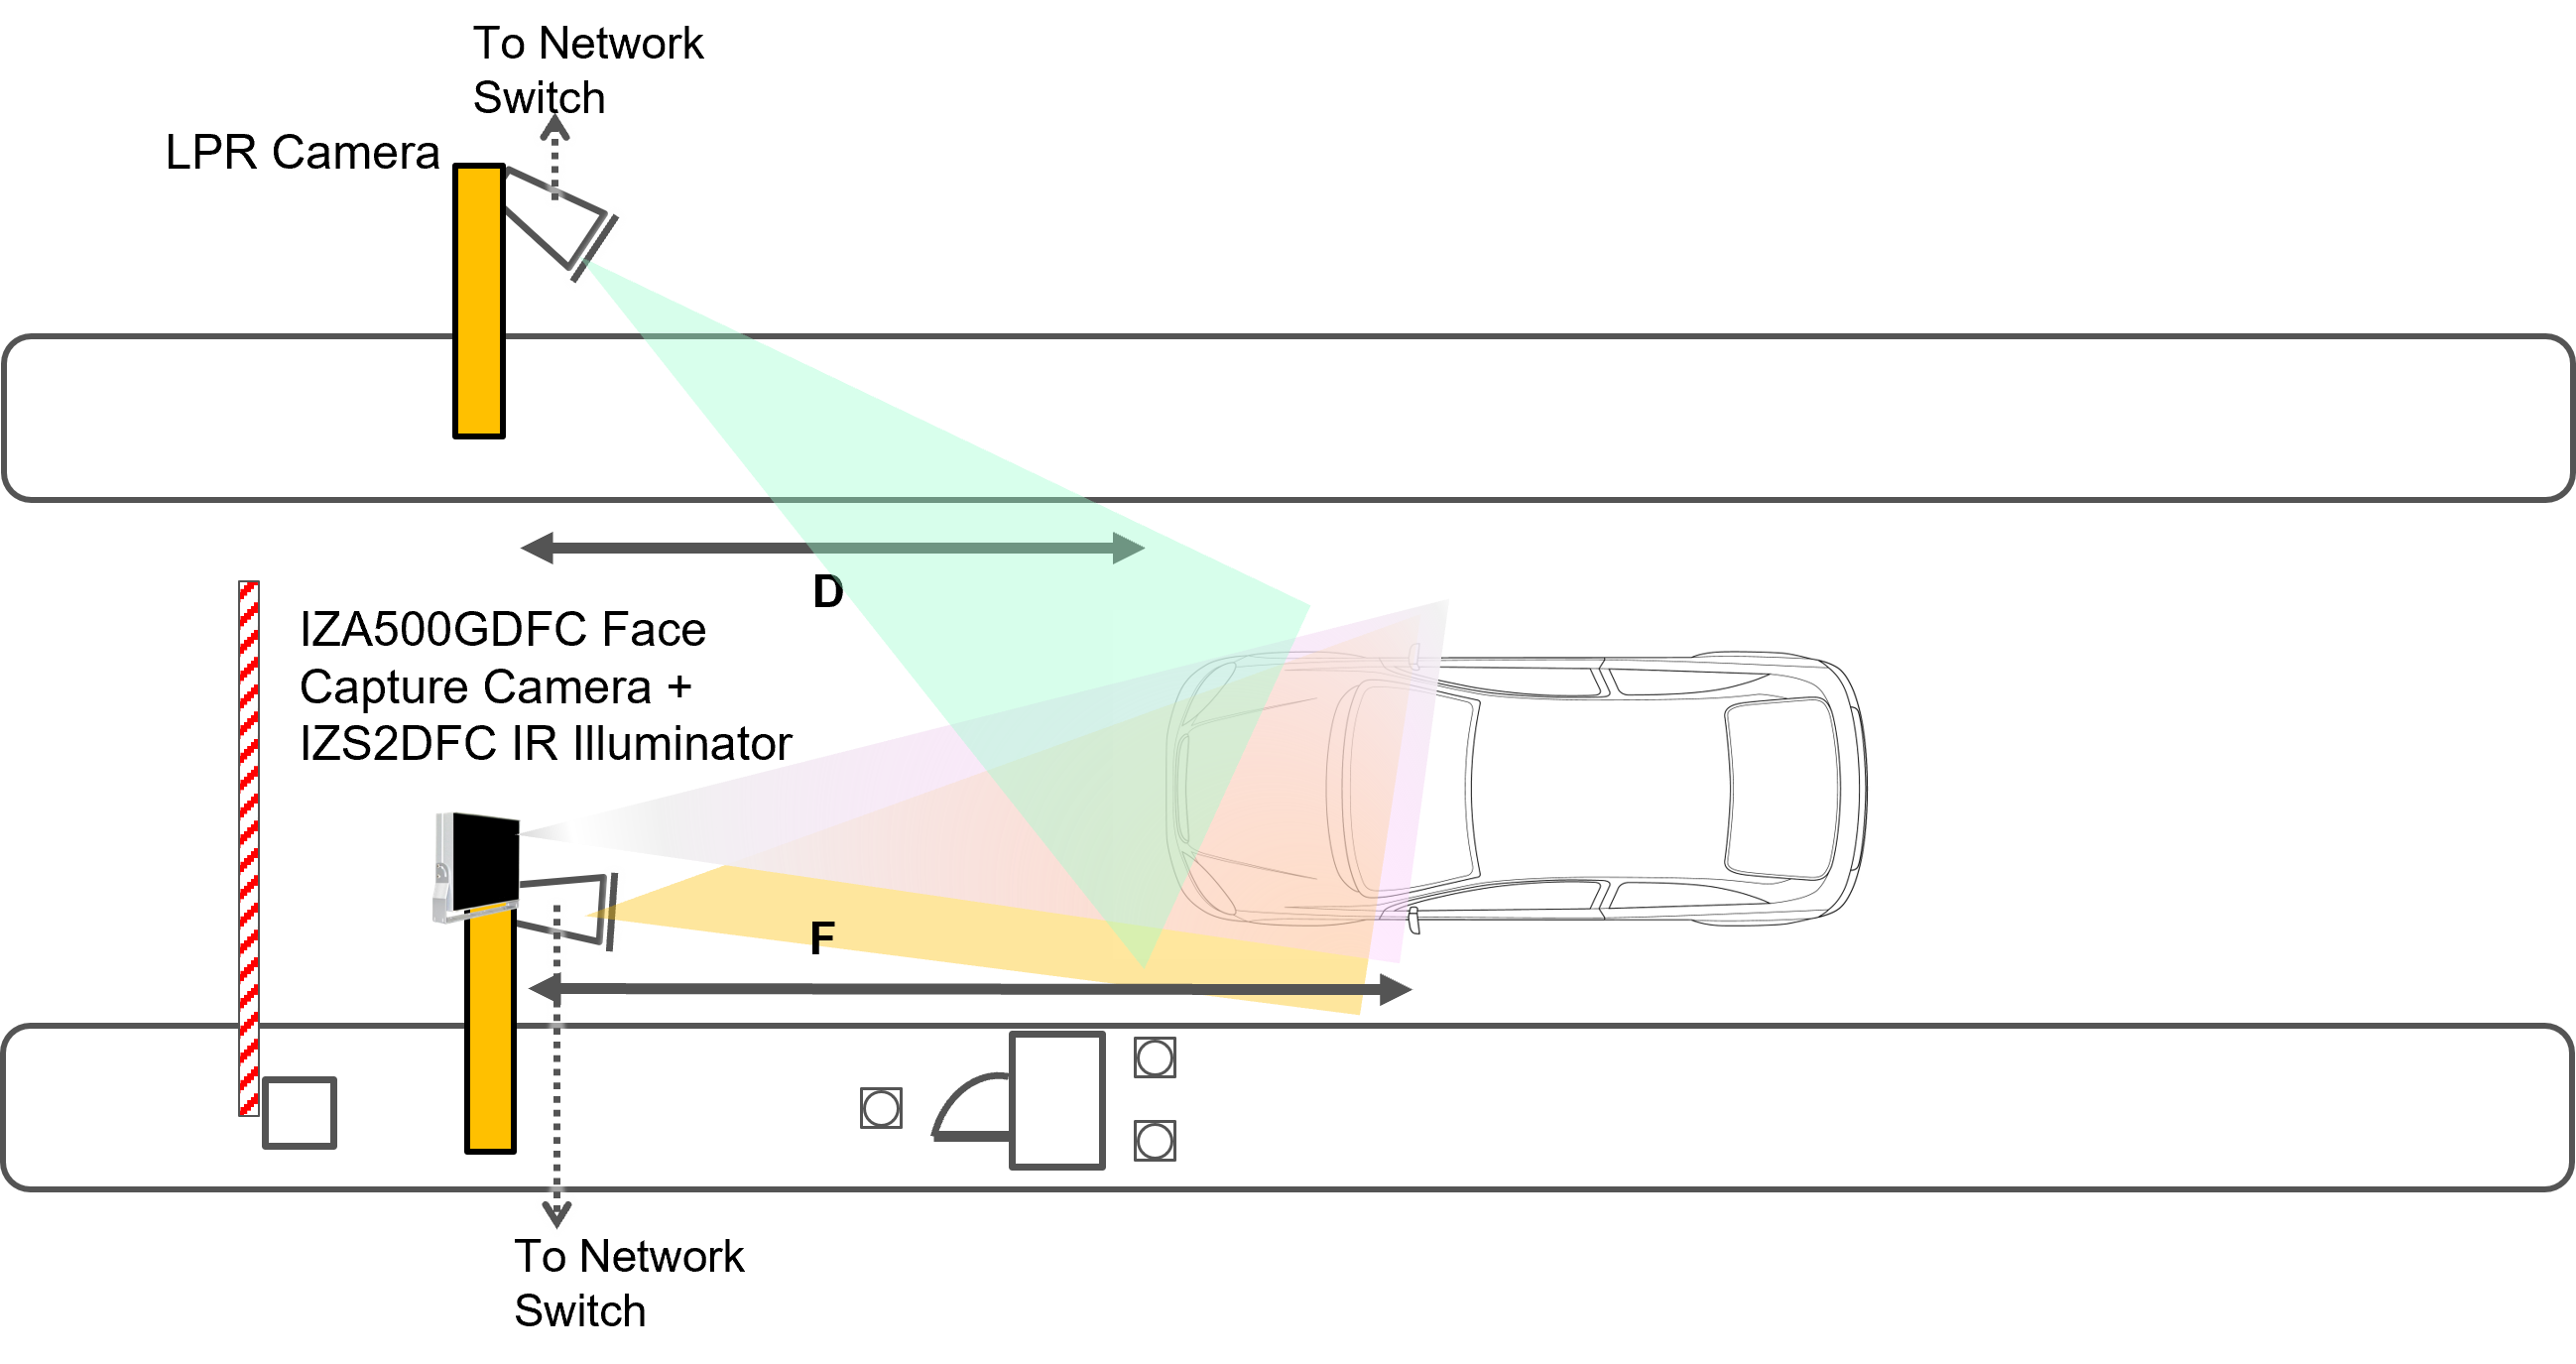 To Network
Switch
LPR Camera
D
IZA500GDFC Face
Capture Camera +
IZS2DFC IR Illuminator
F
To Network
Switch